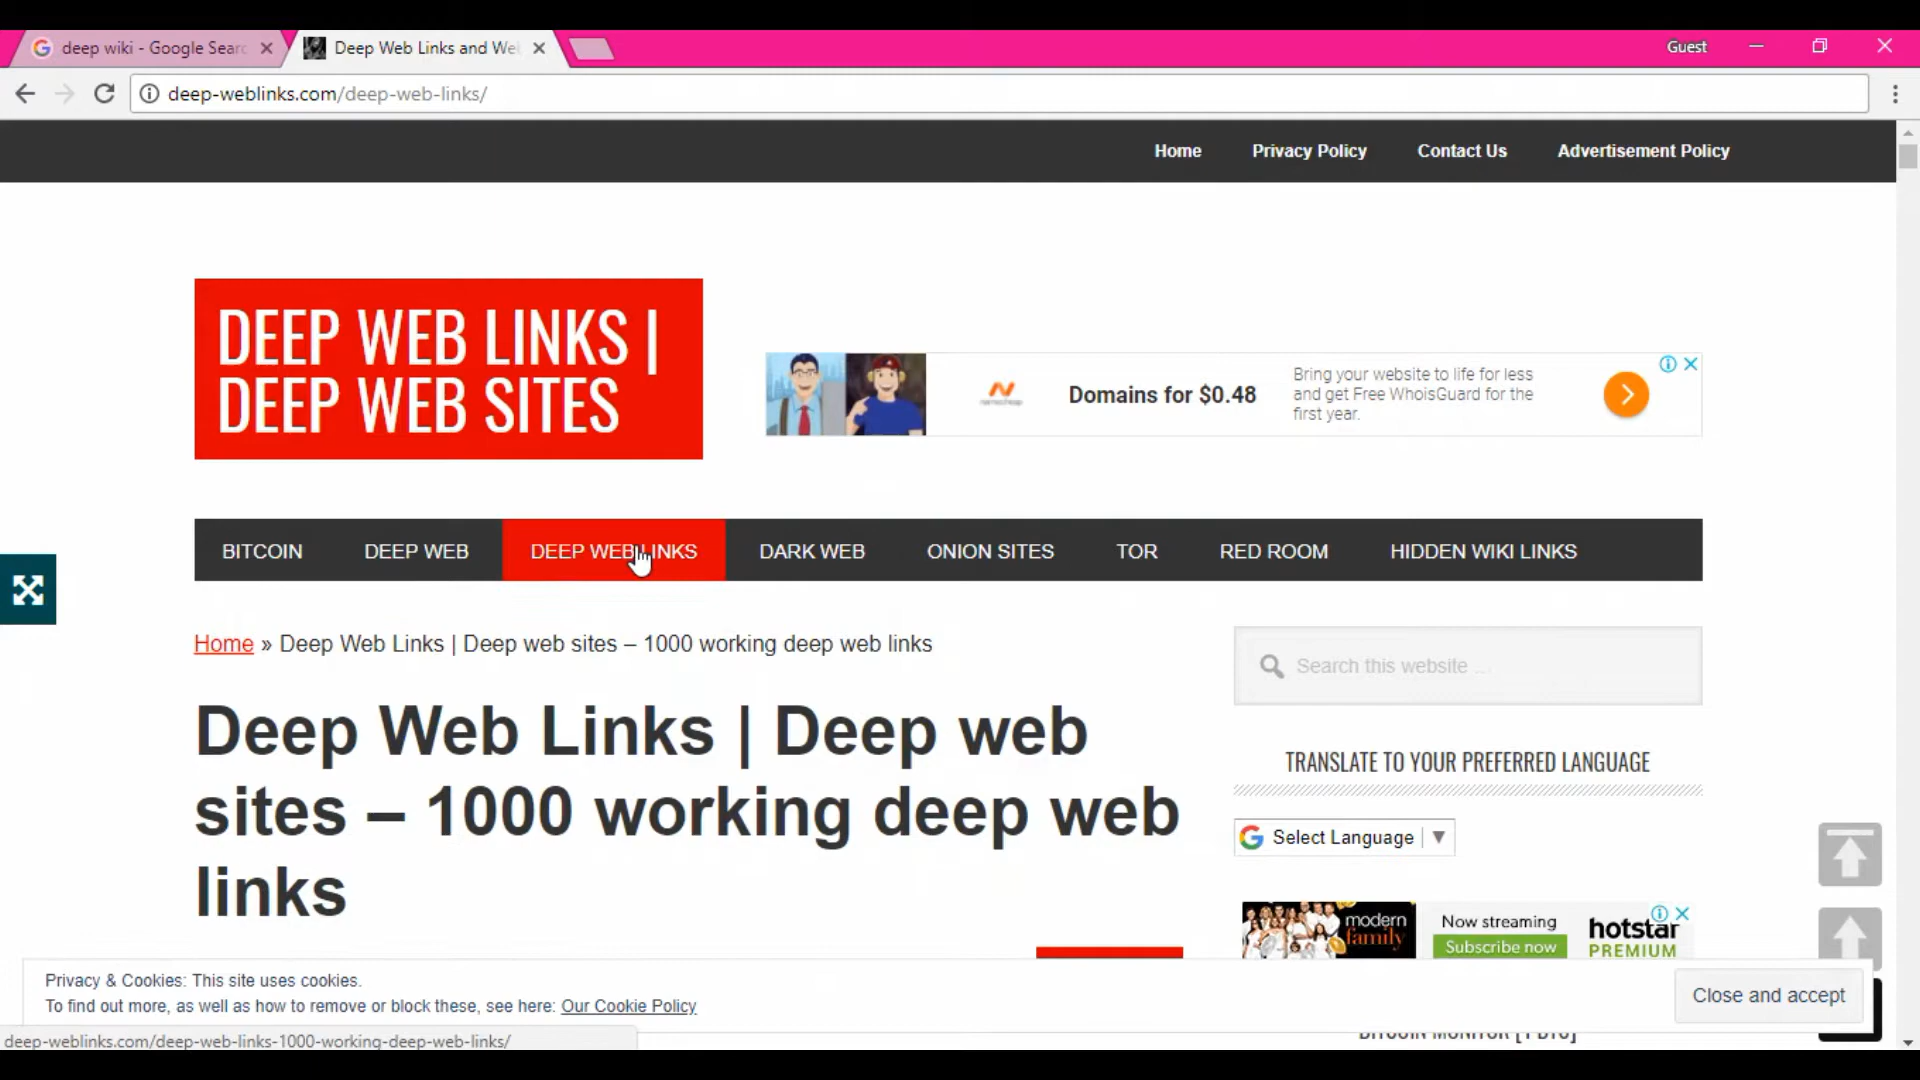 deep wiki - Google Sear
Deep Web Links and We
Guest
deep-weblinks.com/deep-web-links/
Home
Privacy Policy
Contact Us
Advertisement Policy
DEEP WEB LINKS |
DEEP WEB SITES
namecheap
Domains for $0.48
Bring your website to life for less
and get Free WhoisGuard for the
first year.
BITCOIN
DEEP WEB
DEEP WEB LINKS
DARK WEB
ONION SITES
TOR
RED ROOM
HIDDEN WIKI LINKS
Home » Deep Web Links | Deep web sites – 1000 working deep web links
Search this website ...
Deep Web Links | Deep web
sites – 1000 working deep web
links
TRANSLATE TO YOUR PREFERRED LANGUAGE
Select Language
modern
family
Now streaming
Subscribe now
hotstar
PREMIUM
Privacy & Cookies: This site uses cookies.
To find out more, as well as how to remove or block these, see here: Our Cookie Policy
Close and accept
deep-weblinks.com/deep-web-links-1000-working-deep-web-links/